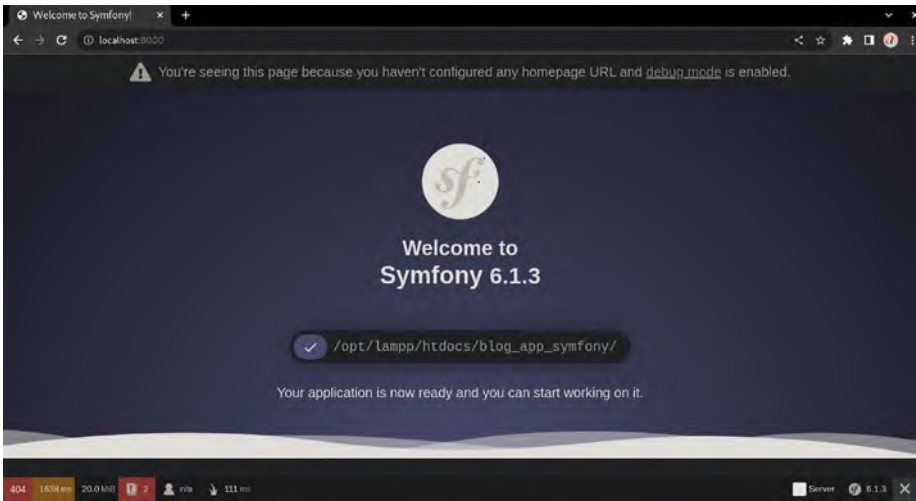 Welcome to Symfony!
localhost:8000
You're seeing this page because you haven't configured any homepage URL and debug mode is enabled.
sf
Welcome to
Symfony 6.1.3
/opt/lampp/htdocs/blog_app_symfony/
Your application is now ready and you can start working on it.
404 1638 ms 20.0 MiB 2 n/a 111 ms Server 6.1.3